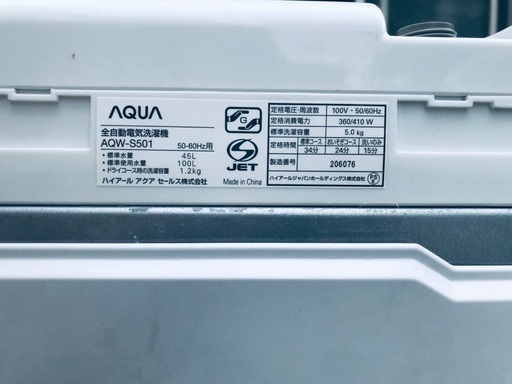 AQUA
全自動電気洗濯機
AQW-S501 50-60Hz用
・標準水量 45L
・標準使用水量 100L
・ドライコース時の洗濯容量 1.2kg
ハイアール アクア セールス株式会社
G
S
JET
Made in China
定格電圧・周波数 100V・50/60Hz
定格消費電力 360/410 W
標準洗濯容量 5.0 kg
定格時間 標準コース おいそぎコース 洗いのみ
34分 24分 15分
製造番号 206076
ハイアールジャパンホールディングス株式会社
PS
E